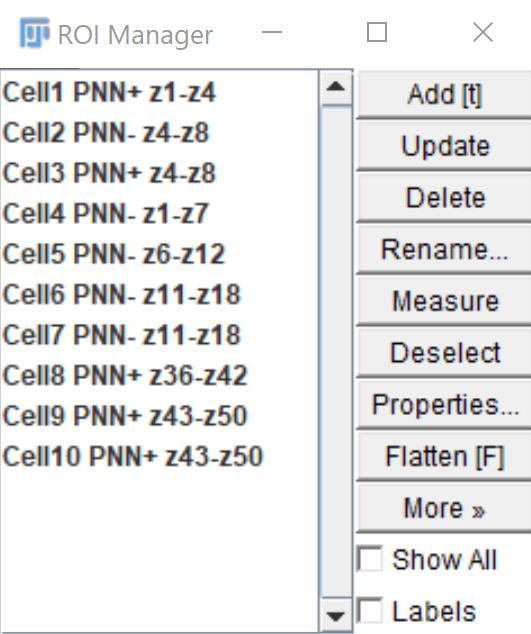 ROI Manager
Cell1 PNN+ z1-z4
Cell2 PNN- z4-z8
Cell3 PNN+ z4-z8
Cell4 PNN- z1-z7
Cell5 PNN- z6-z12
Cell6 PNN- z11-z18
Cell7 PNN- z11-z18
Cell8 PNN+ z36-z42
Cell9 PNN+ z43-z50
Cell10 PNN+ z43-z50
Add [t]
Update
Delete
Rename...
Measure
Deselect
Properties...
Flatten [F]
More »
Show All
Labels